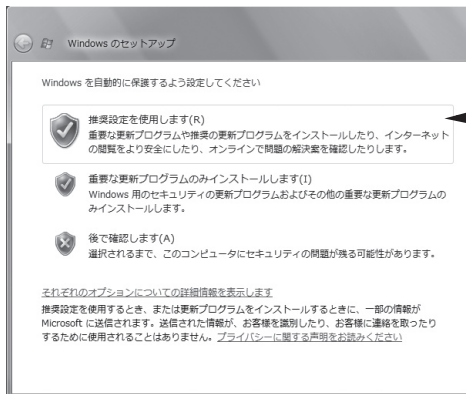 Windows のセットアップ
Windows を自動的に保護するよう設定してください
推奨設定を使用します(R)
重要な更新プログラムや推奨の更新プログラムをインストールしたり、インターネット
の閲覧をより安全にしたり、オンラインで問題の解決案を確認したりします。
重要な更新プログラムのみインストールします(I)
Windows 用のセキュリティの更新プログラムおよびその他の重要な更新プログラムの
みインストールします。
後で確認します(A)
選択されるまで、このコンピュータにセキュリティの問題が残る可能性があります。
それぞれのオプションについての詳細情報を表示します
推奨設定を使用するとき、または更新プログラムをインストールするときに、一部の情報が
Microsoft に送信されます。送信された情報が、お客様を識別したり、お客様に連絡を取ったり
するために使用されることはありません。プライバシーに関する声明をお読みください